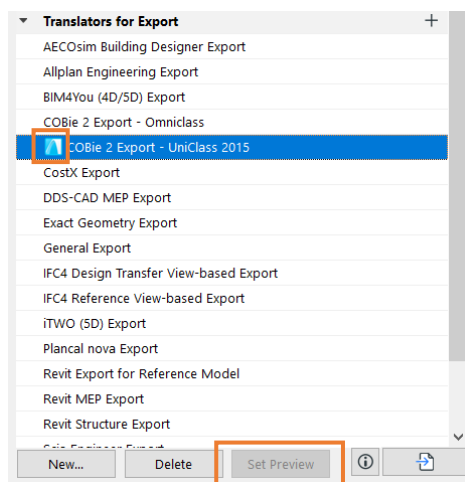 Translators for Export
AECOsim Building Designer Export
Allplan Engineering Export
BIM4You (4D/5D) Export
COBie 2 Export - Omniclass
COBie 2 Export - UniClass 2015
CostX Export
DDS-CAD MEP Export
Exact Geometry Export
General Export
IFC4 Design Transfer View-based Export
IFC4 Reference View-based Export
iTWO (5D) Export
Plancal nova Export
Revit Export for Reference Model
Revit MEP Export
Revit Structure Export
Scia Engineer Export
New... Delete Set Preview